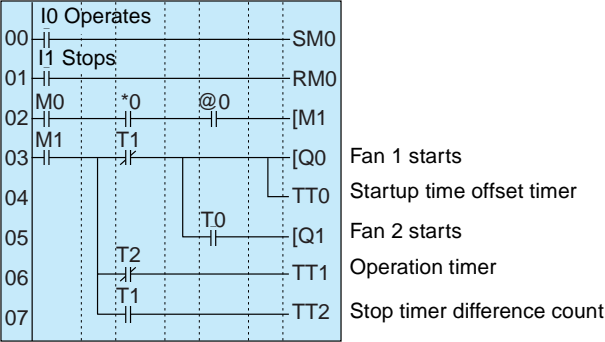 I0 Operates
00 SM0
I1 Stops
01 RM0
M0 *0 @0
02 [M1
M1 T1
03 [Q0 Fan 1 starts
04 TT0 Startup time offset timer
T0
05 [Q1 Fan 2 starts
T2
06 TT1 Operation timer
T1
07 TT2 Stop timer difference count